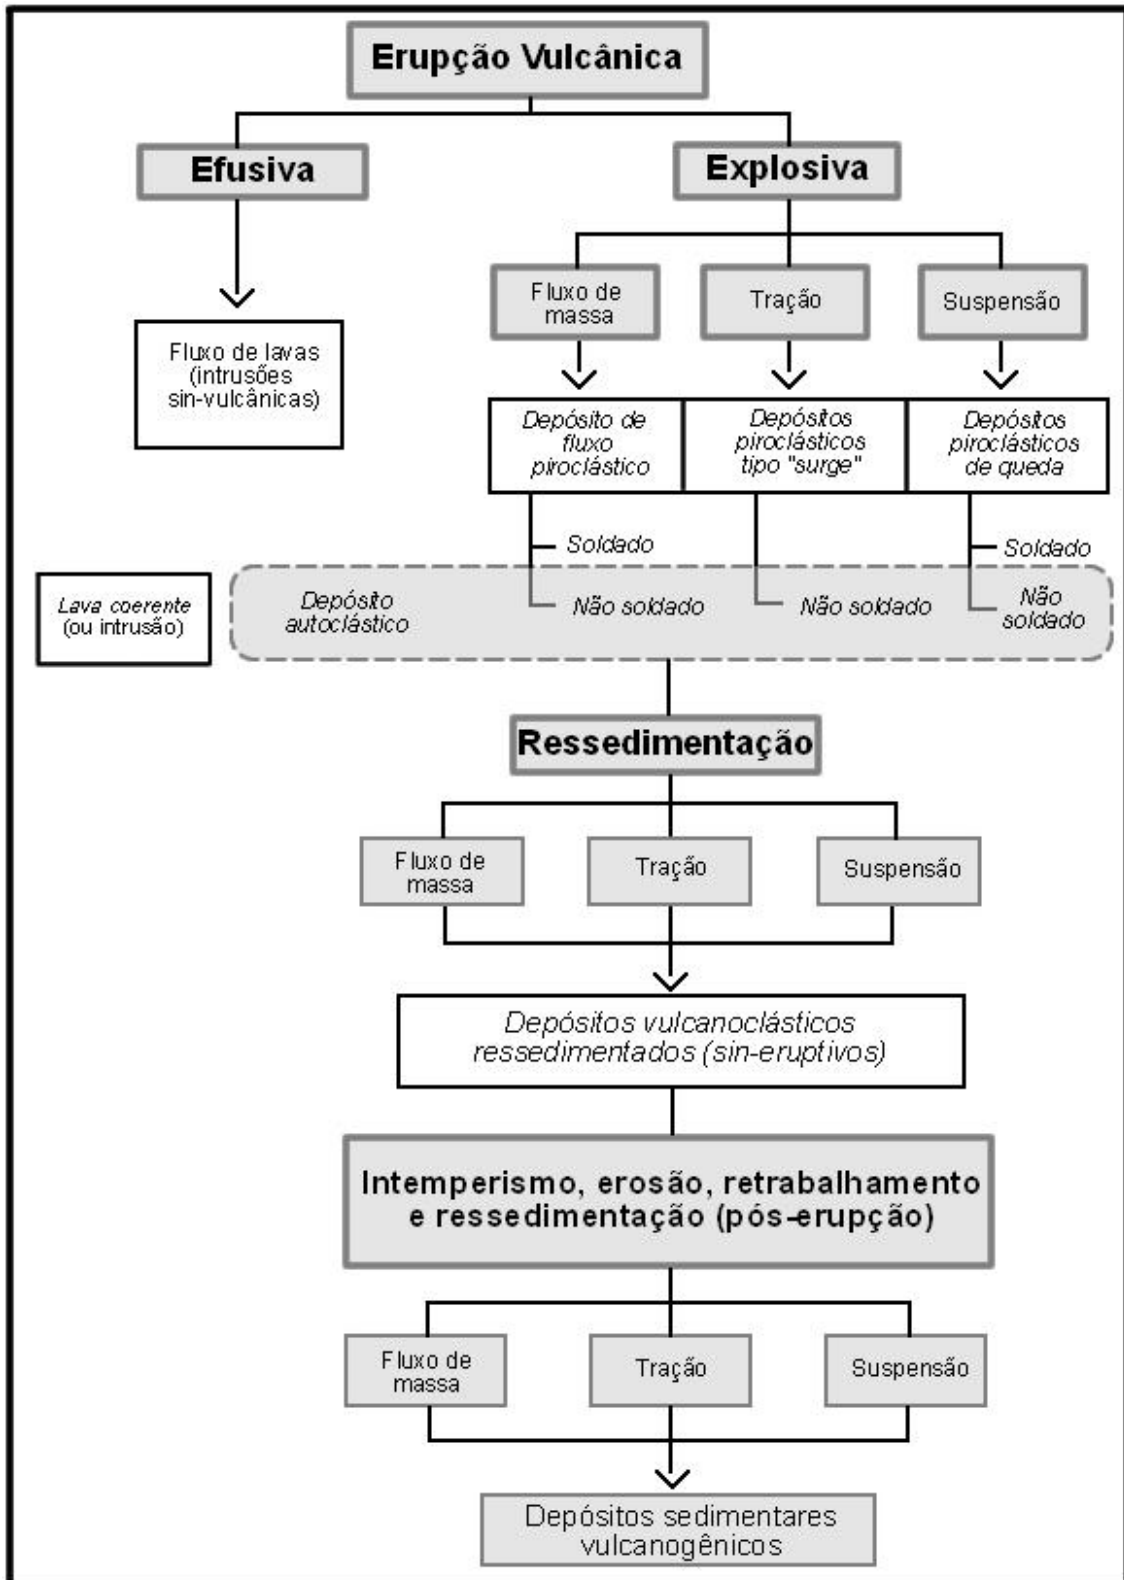 Erupção Vulcânica
Efusiva
Explosiva
Fluxo de
massa
Tração
Suspensão
Fluxo de lavas
(intrusões
sin-vulcânicas)
Depósito de
fluxo
piroclástico
Depósitos
piroclásticos
tipo "surge"
Depósitos
piroclásticos
de queda
Soldado
Soldado
Lava coerente
(ou intrusão)
Depósito
autoclástico
Não soldado
Não soldado
Não
soldado
Ressedimentação
Fluxo de
massa
Tração
Suspensão
Depósitos vulcanoclásticos
ressedimentados (sin-eruptivos)
Intemperismo, erosão, retrabalhamento
e ressedimentação (pós-erupção)
Fluxo de
massa
Tração
Suspensão
Depósitos sedimentares
vulcanogênicos